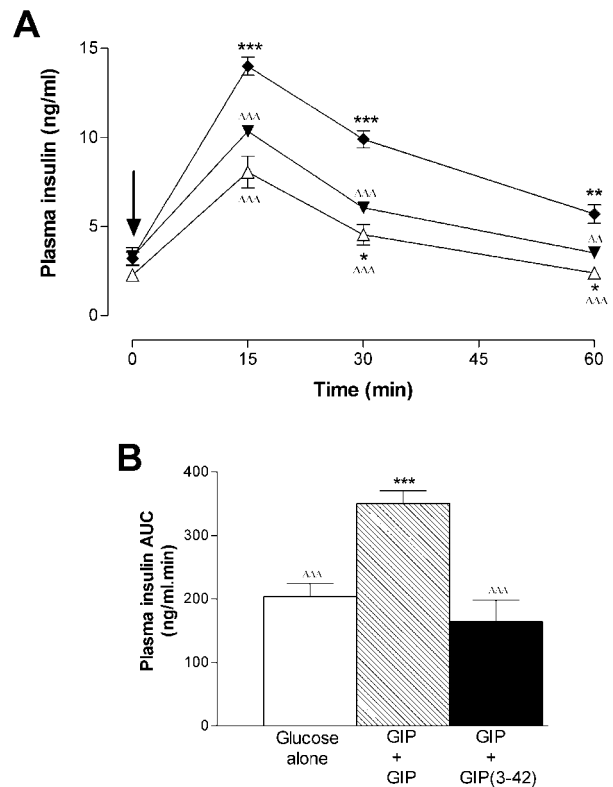 A
Plasma insulin (ng/ml)
15
10
5
0
***
ΔΔΔ
ΔΔΔ
***
ΔΔΔ
*
ΔΔΔ
**
ΔΔ
*
ΔΔΔ
0 15 30 45 60
Time (min)
B
Plasma insulin AUC
(ng/ml.min)
400
300
200
100
0
ΔΔΔ
***
ΔΔΔ
Glucose
alone
GIP
+
GIP
GIP
+
GIP(3-42)